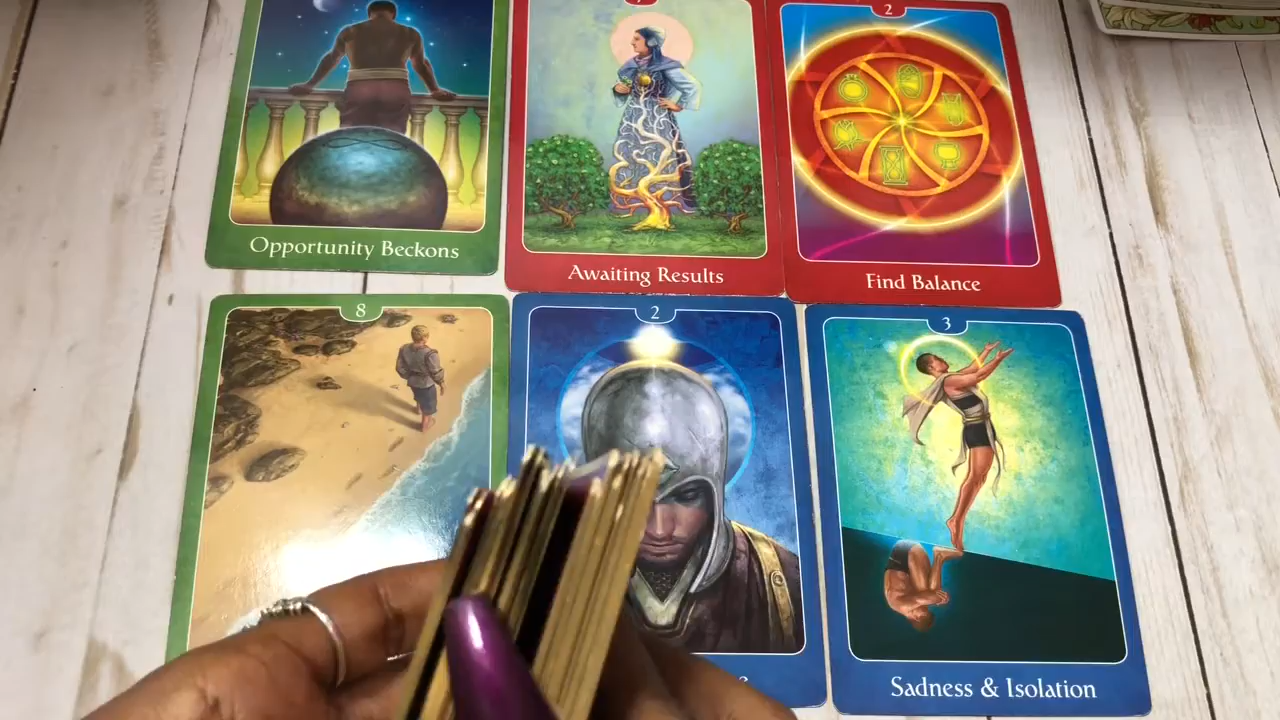 2
Opportunity Beckons
Awaiting Results
Find Balance
8
2
3
Sadness & Isolation